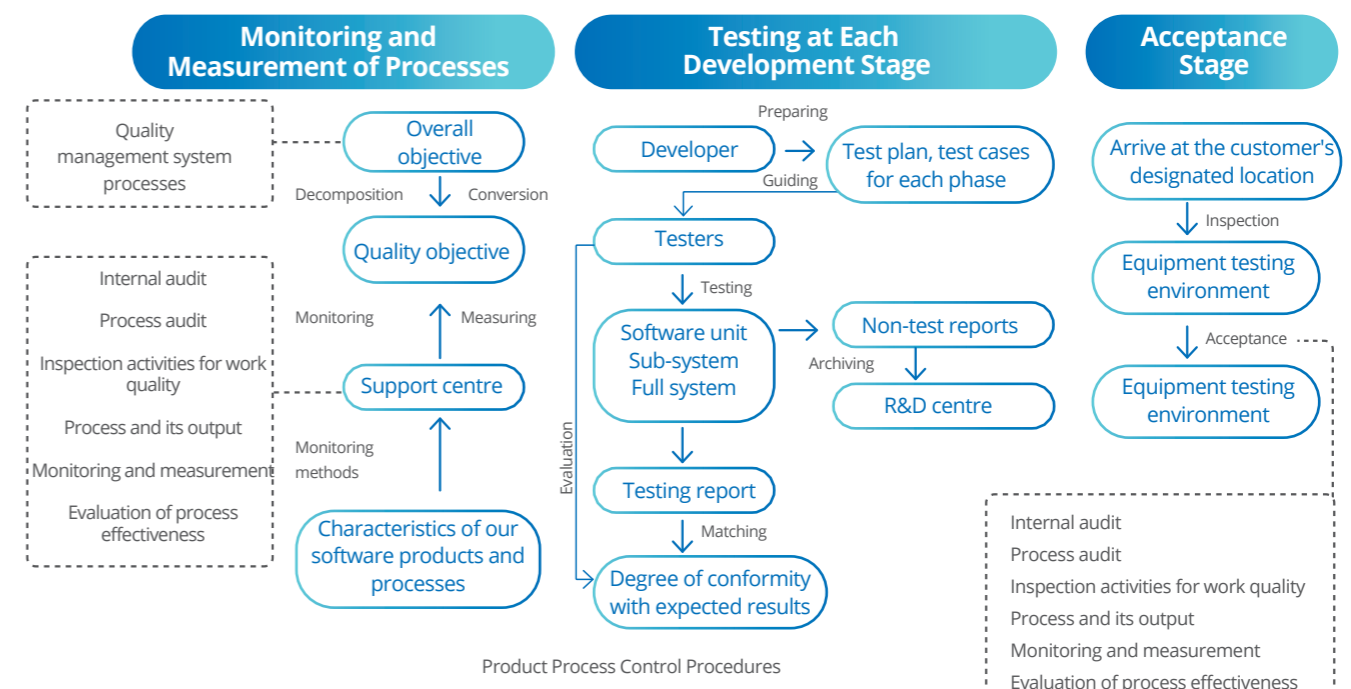 Monitoring and
Measurement of Processes
Quality
management system
processes
Overall
objective
Decomposition
Conversion
Quality objective
Internal audit
Process audit
Inspection activities for work
quality
Process and its output
Monitoring and measurement
Evaluation of process
effectiveness
Monitoring
Measuring
Support centre
Monitoring
methods
Characteristics of our
software products and
processes
Testing at Each
Development Stage
Developer
Preparing
Test plan, test cases
for each phase
Guiding
Testers
Testing
Software unit
Sub-system
Full system
Non-test reports
Archiving
R&D centre
Evaluation
Testing report
Matching
Degree of conformity
with expected results
Acceptance
Stage
Arrive at the customer's
designated location
Inspection
Equipment testing
environment
Acceptance
Equipment testing
environment
Internal audit
Process audit
Inspection activities for work quality
Process and its output
Monitoring and measurement
Evaluation of process effectiveness
Product Process Control Procedures